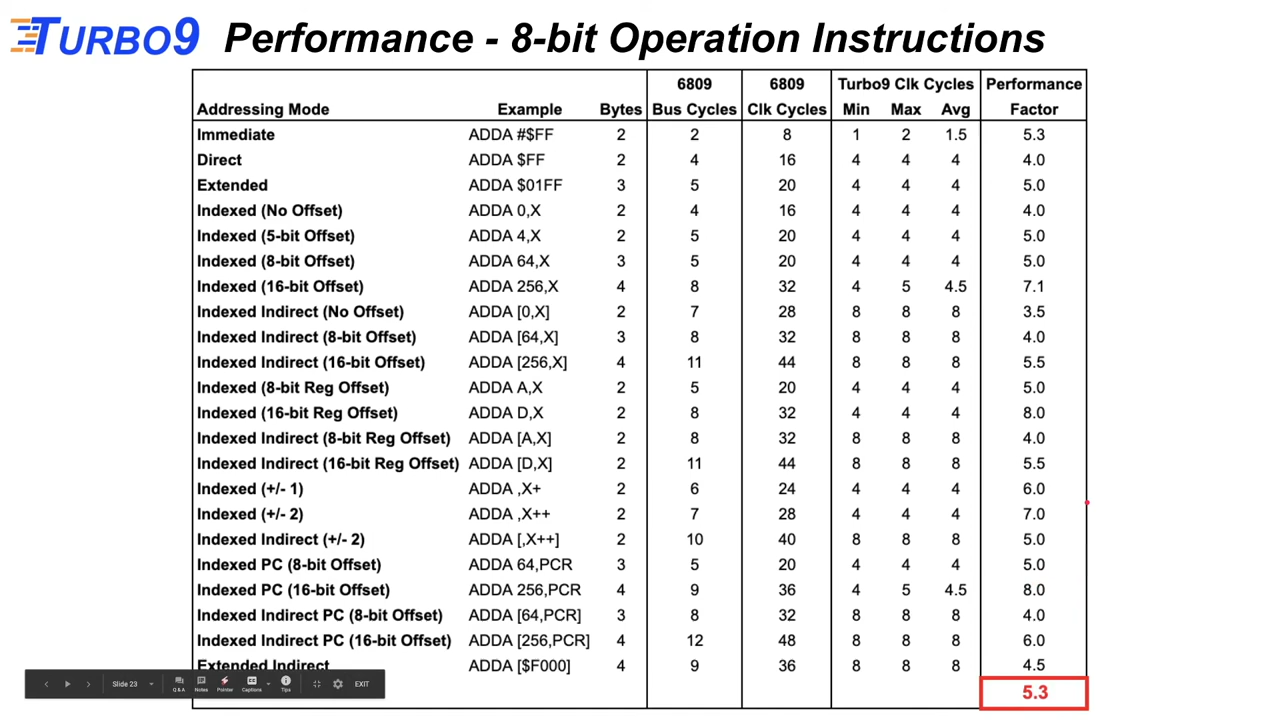 TURBO9 Performance - 8-bit Operation Instructions
6809 6809 Turbo9 Clk Cycles Performance
Addressing Mode Example Bytes Bus Cycles Clk Cycles Min Max Avg Factor
Immediate ADDA #$FF 2 2 8 1 2 1.5 5.3
Direct ADDA $FF 2 4 16 4 4 4 4.0
Extended ADDA $01FF 3 5 20 4 4 4 5.0
Indexed (No Offset) ADDA 0,X 2 4 16 4 4 4 4.0
Indexed (5-bit Offset) ADDA 4,X 2 5 20 4 4 4 5.0
Indexed (8-bit Offset) ADDA 64,X 3 5 20 4 4 4 5.0
Indexed (16-bit Offset) ADDA 256,X 4 8 32 4 5 4.5 7.1
Indexed Indirect (No Offset) ADDA [0,X] 2 7 28 8 8 8 3.5
Indexed Indirect (8-bit Offset) ADDA [64,X] 3 8 32 8 8 8 4.0
Indexed Indirect (16-bit Offset) ADDA [256,X] 4 11 44 8 8 8 5.5
Indexed (8-bit Reg Offset) ADDA A,X 2 5 20 4 4 4 5.0
Indexed (16-bit Reg Offset) ADDA D,X 2 8 32 4 4 4 8.0
Indexed Indirect (8-bit Reg Offset) ADDA [A,X] 2 8 32 8 8 8 4.0
Indexed Indirect (16-bit Reg Offset) ADDA [D,X] 2 11 44 8 8 8 5.5
Indexed (+/- 1) ADDA ,X+ 2 6 24 4 4 4 6.0
Indexed (+/- 2) ADDA ,X++ 2 7 28 4 4 4 7.0
Indexed Indirect (+/- 2) ADDA [,X++] 2 10 40 8 8 8 5.0
Indexed PC (8-bit Offset) ADDA 64,PCR 3 5 20 4 4 4 5.0
Indexed PC (16-bit Offset) ADDA 256,PCR 4 9 36 4 5 4.5 8.0
Indexed Indirect PC (8-bit Offset) ADDA [64,PCR] 3 8 32 8 8 8 4.0
Indexed Indirect PC (16-bit Offset) ADDA [256,PCR] 4 12 48 8 8 8 6.0
Extended Indirect ADDA [$F000] 4 9 36 8 8 8 4.5
5.3
Slide 23 Q & A Notes Pointer Captions Tips EXIT